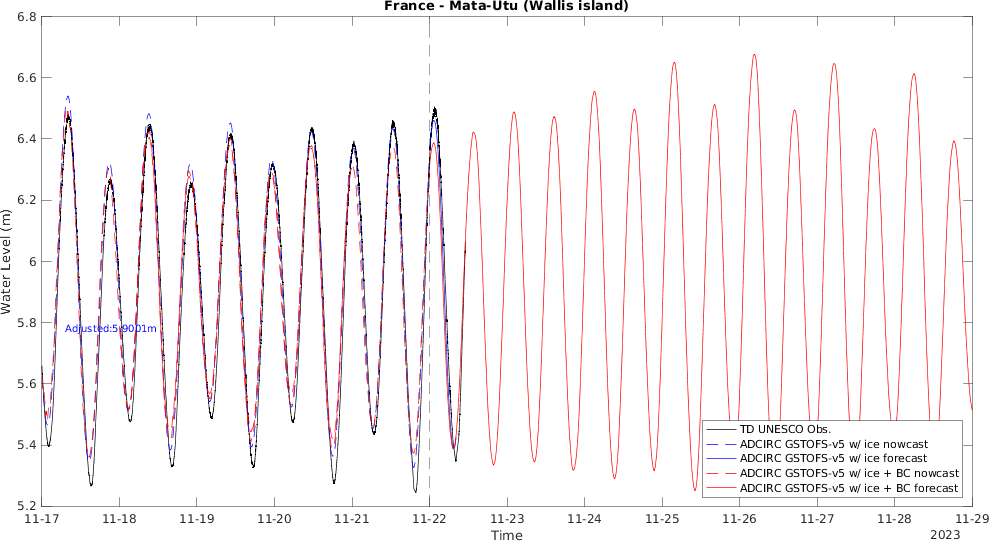 France - Mata-Utu (Wallis island)
6.8
6.6
6.4
6.2
6
5.8
5.6
5.4
5.2
Water Level (m)
Adjusted:5.9001m
TD UNESCO Obs.
ADCIRC GSTOFS-v5 w/ ice nowcast
ADCIRC GSTOFS-v5 w/ ice forecast
ADCIRC GSTOFS-v5 w/ ice + BC nowcast
ADCIRC GSTOFS-v5 w/ ice + BC forecast
11-17 11-18 11-19 11-20 11-21 11-22 11-23 11-24 11-25 11-26 11-27 11-28 11-29
Time
2023